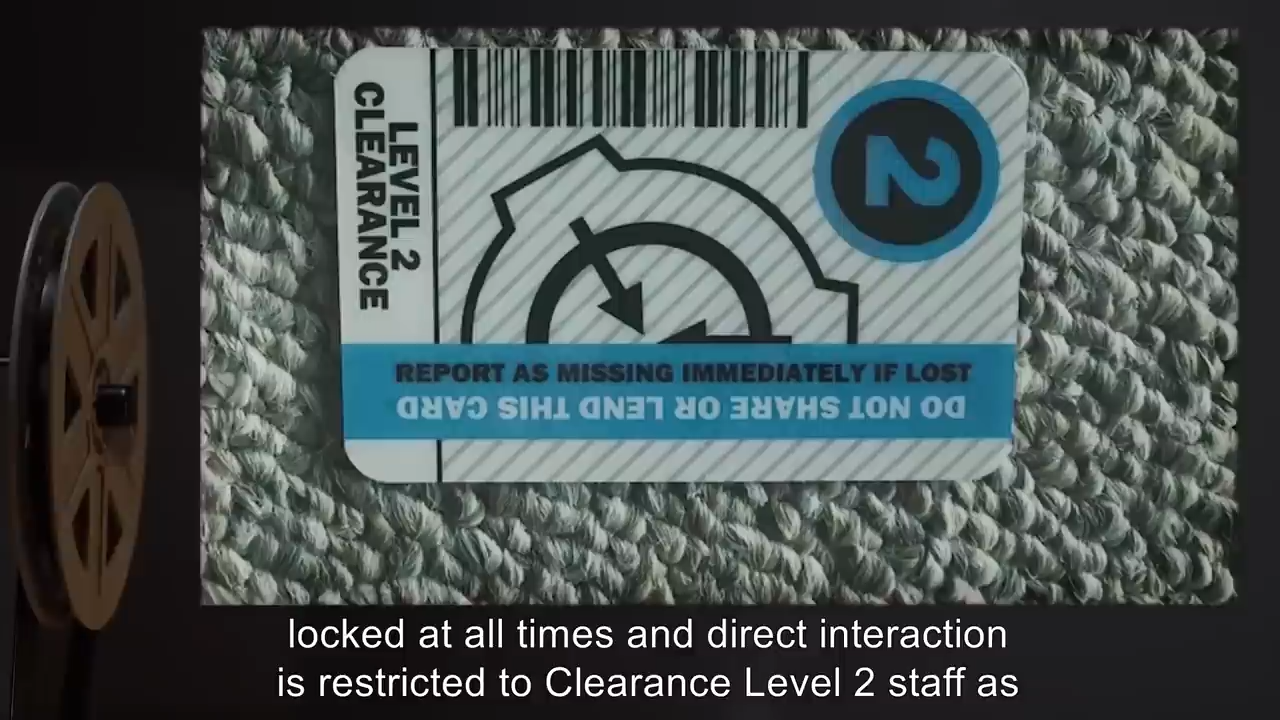 LEVEL 2
CLEARANCE
2
REPORT AS MISSING IMMEDIATELY IF LOST
DO NOT SHARE OR LEND THIS CARD
locked at all times and direct interaction
is restricted to Clearance Level 2 staff as